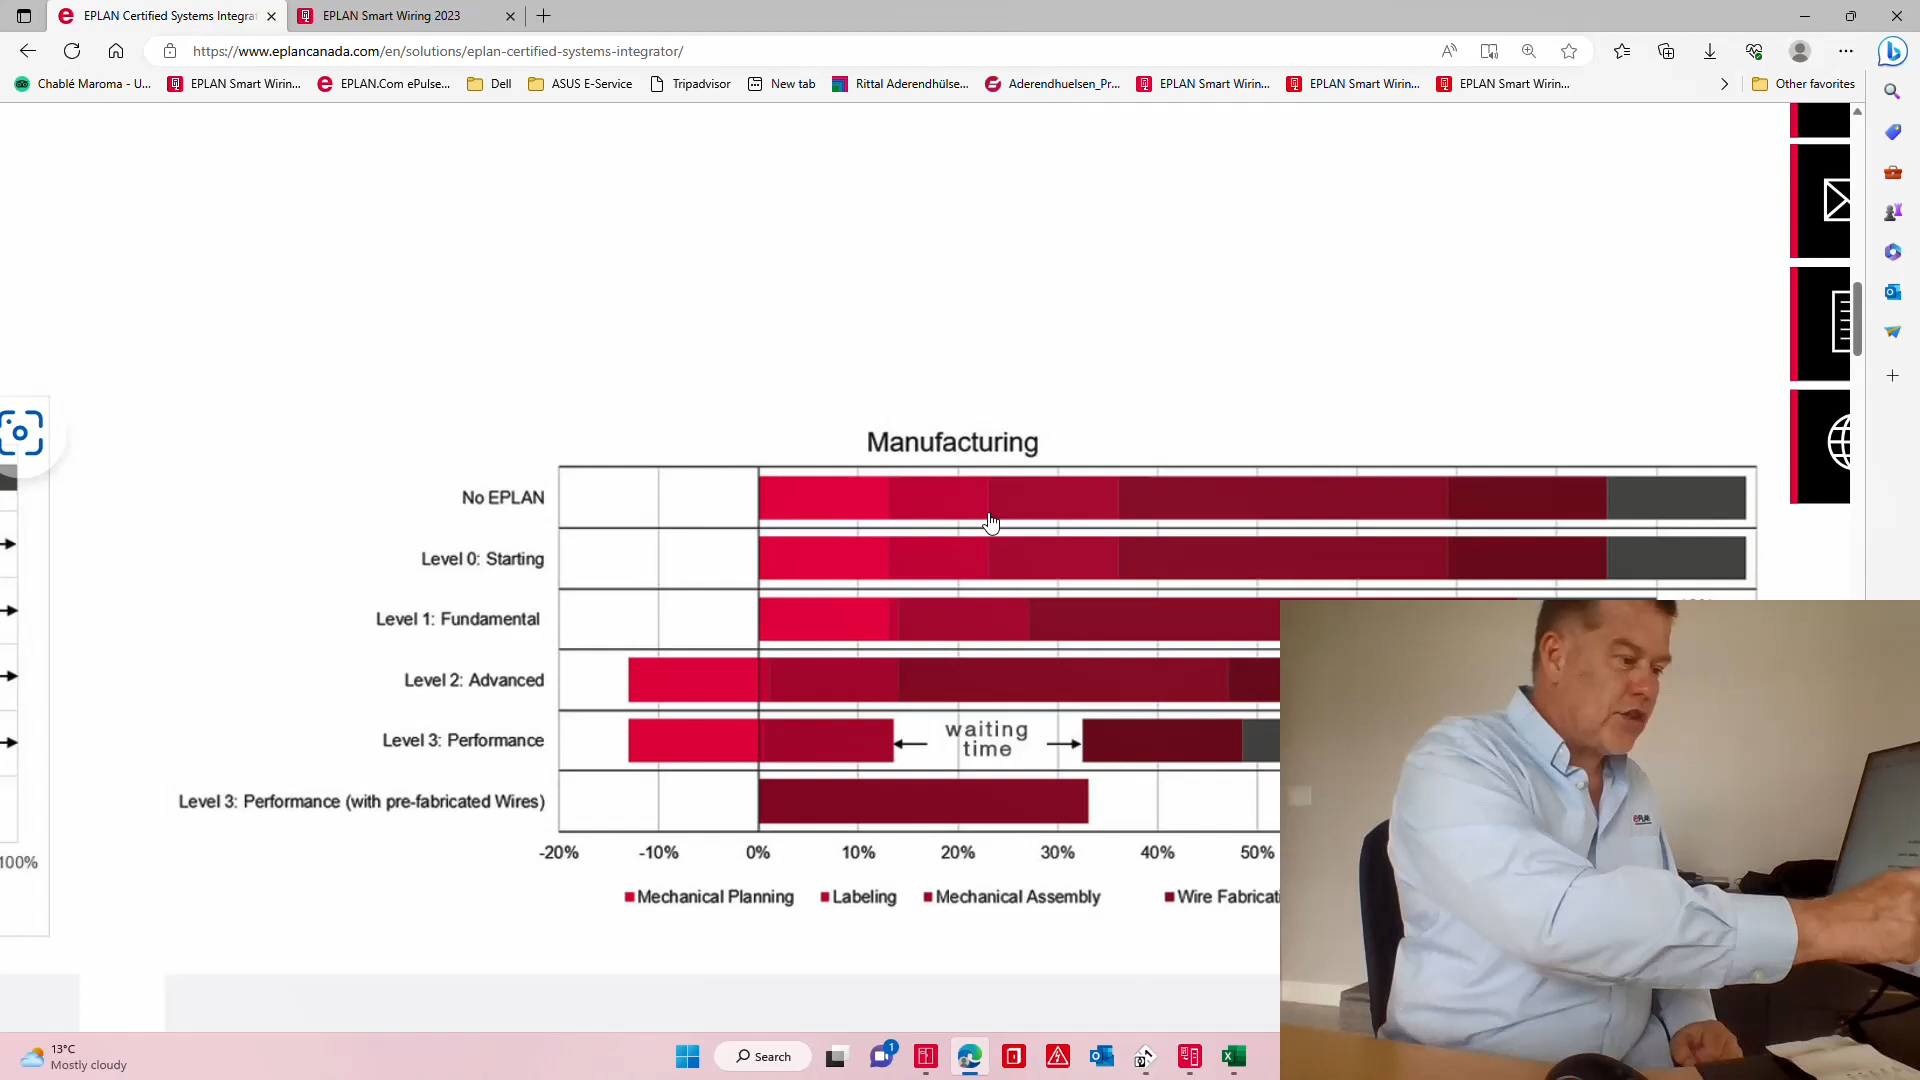 EPLAN Certified Systems Integra
EPLAN Smart Wiring 2023
https://www.eplancanada.com/en/solutions/eplan-certified-systems-integrator/
Chablé Maroma - U...
EPLAN Smart Wirin...
EPLAN.Com ePulse...
Dell
ASUS E-Service
Tripadvisor
New tab
Rittal Aderendhülse...
Aderendhuelsen_Pr...
EPLAN Smart Wirin...
EPLAN Smart Wirin...
EPLAN Smart Wirin...
Other favorites
Manufacturing
No EPLAN
Level 0: Starting
Level 1: Fundamental
Level 2: Advanced
Level 3: Performance
waiting
time
Level 3: Performance (with pre-fabricated Wires)
-20% -10% 0% 10% 20% 30% 40% 50%
100%
Mechanical Planning Labeling Mechanical Assembly Wire Fabricati
EPLAN
13°C
Mostly cloudy
Search
1